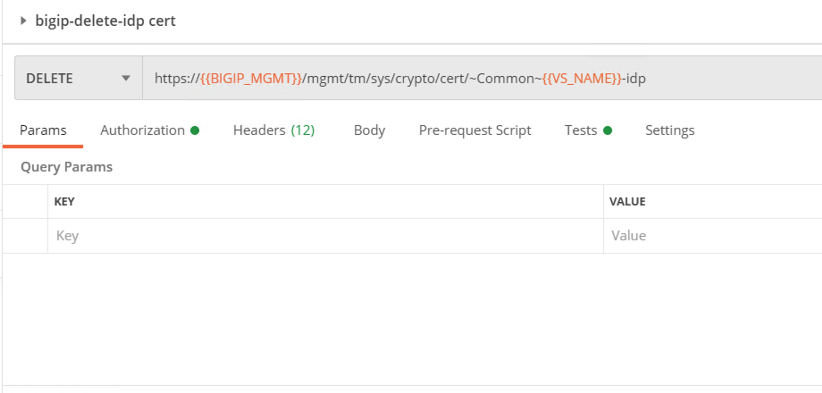 bigip-delete-idp cert
DELETE https://{{BIGIP_MGMT}}/mgmt/tm/sys/crypto/cert/~Common~{{VS_NAME}}-idp
Params Authorization Headers (12) Body Pre-request Script Tests Settings
Query Params
KEY VALUE
Key Value